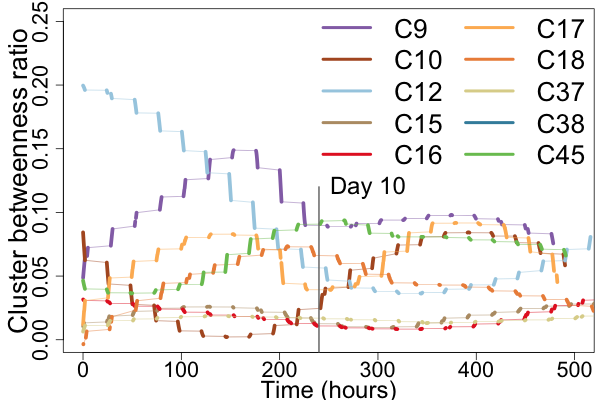 Cluster betweenness ratio
0.25
0.20
0.15
0.10
0.05
0.00
C9 C17
C10 C18
C12 C37
C15 C38
C16 C45
Day 10
0 100 200 300 400 500
Time (hours)